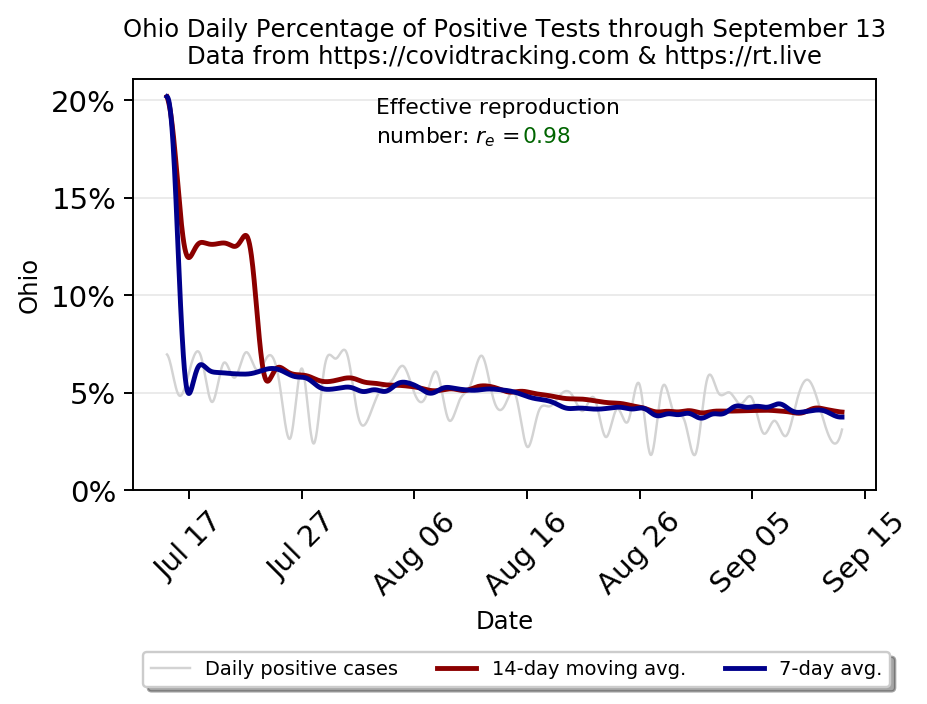 Ohio Daily Percentage of Positive Tests through September 13
Data from https://covidtracking.com & https://rt.live
Effective reproduction
number: rₑ = 0.98
20%
15%
10%
5%
0%
Ohio
Jul 17
Jul 27
Aug 06
Aug 16
Aug 26
Sep 05
Sep 15
Date
Daily positive cases
14-day moving avg.
7-day avg.